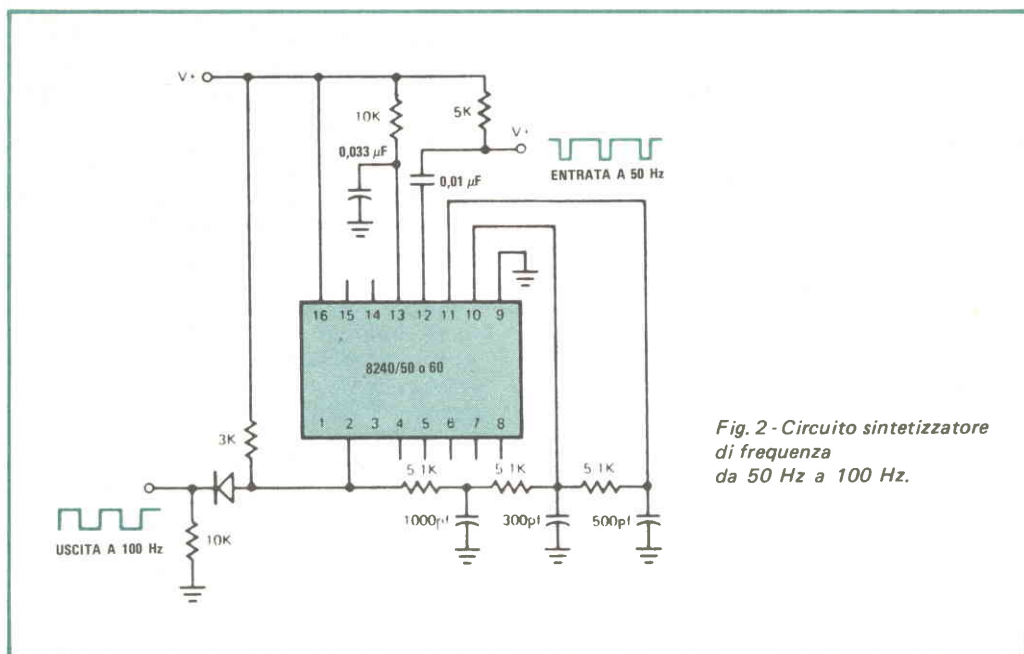 V+
10K
5K
0,033 µF
V+
0,01 µF
ENTRATA A 50 Hz
16 15 14 13 12 11 10 9
8240/50 o 60
1 2 3 4 5 6 7 8
3K
5.1K
5.1K
5.1K
1000pf
300pf
500pf
USCITA A 100 Hz
10K
Fig. 2 - Circuito sintetizzatore
di frequenza
da 50 Hz a 100 Hz.